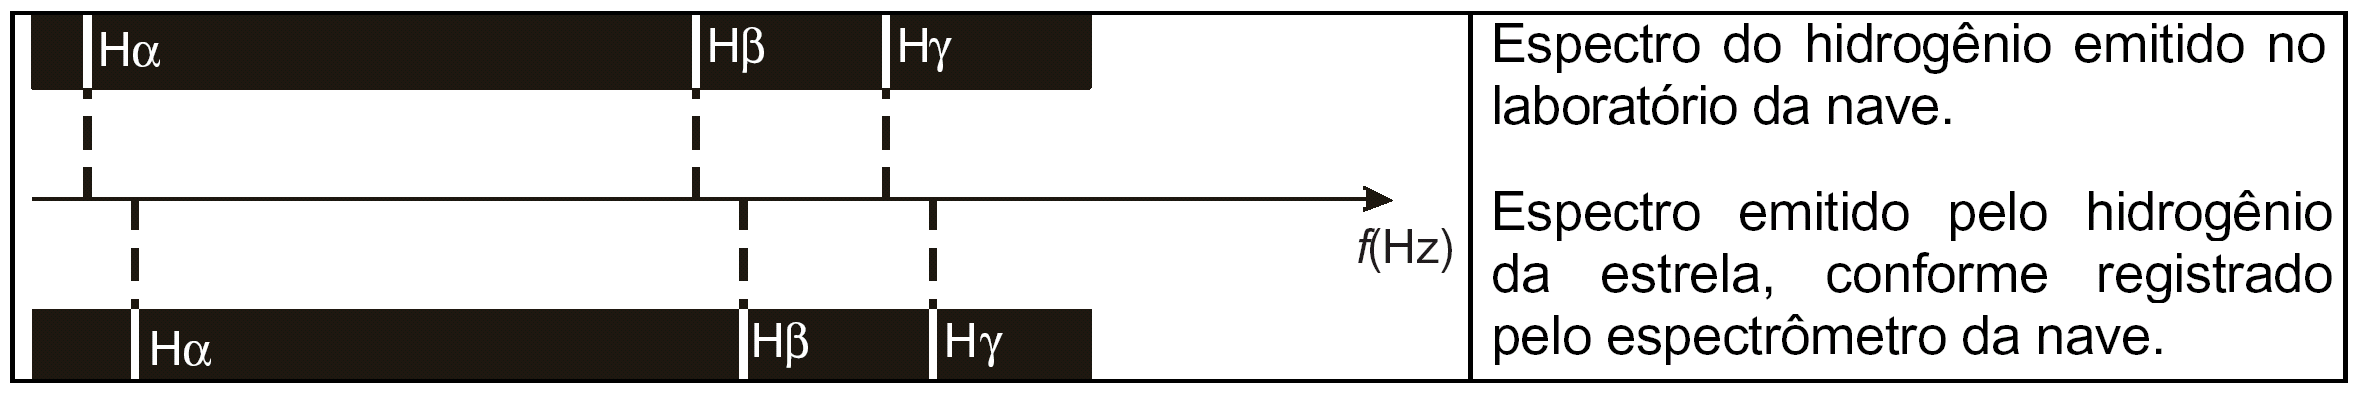 Hα
Hβ
Hγ
f(Hz)
Hα
Hβ
Hγ
Espectro do hidrogênio emitido no
laboratório da nave.
Espectro emitido pelo hidrogênio
da estrela, conforme registrado
pelo espectrômetro da nave.